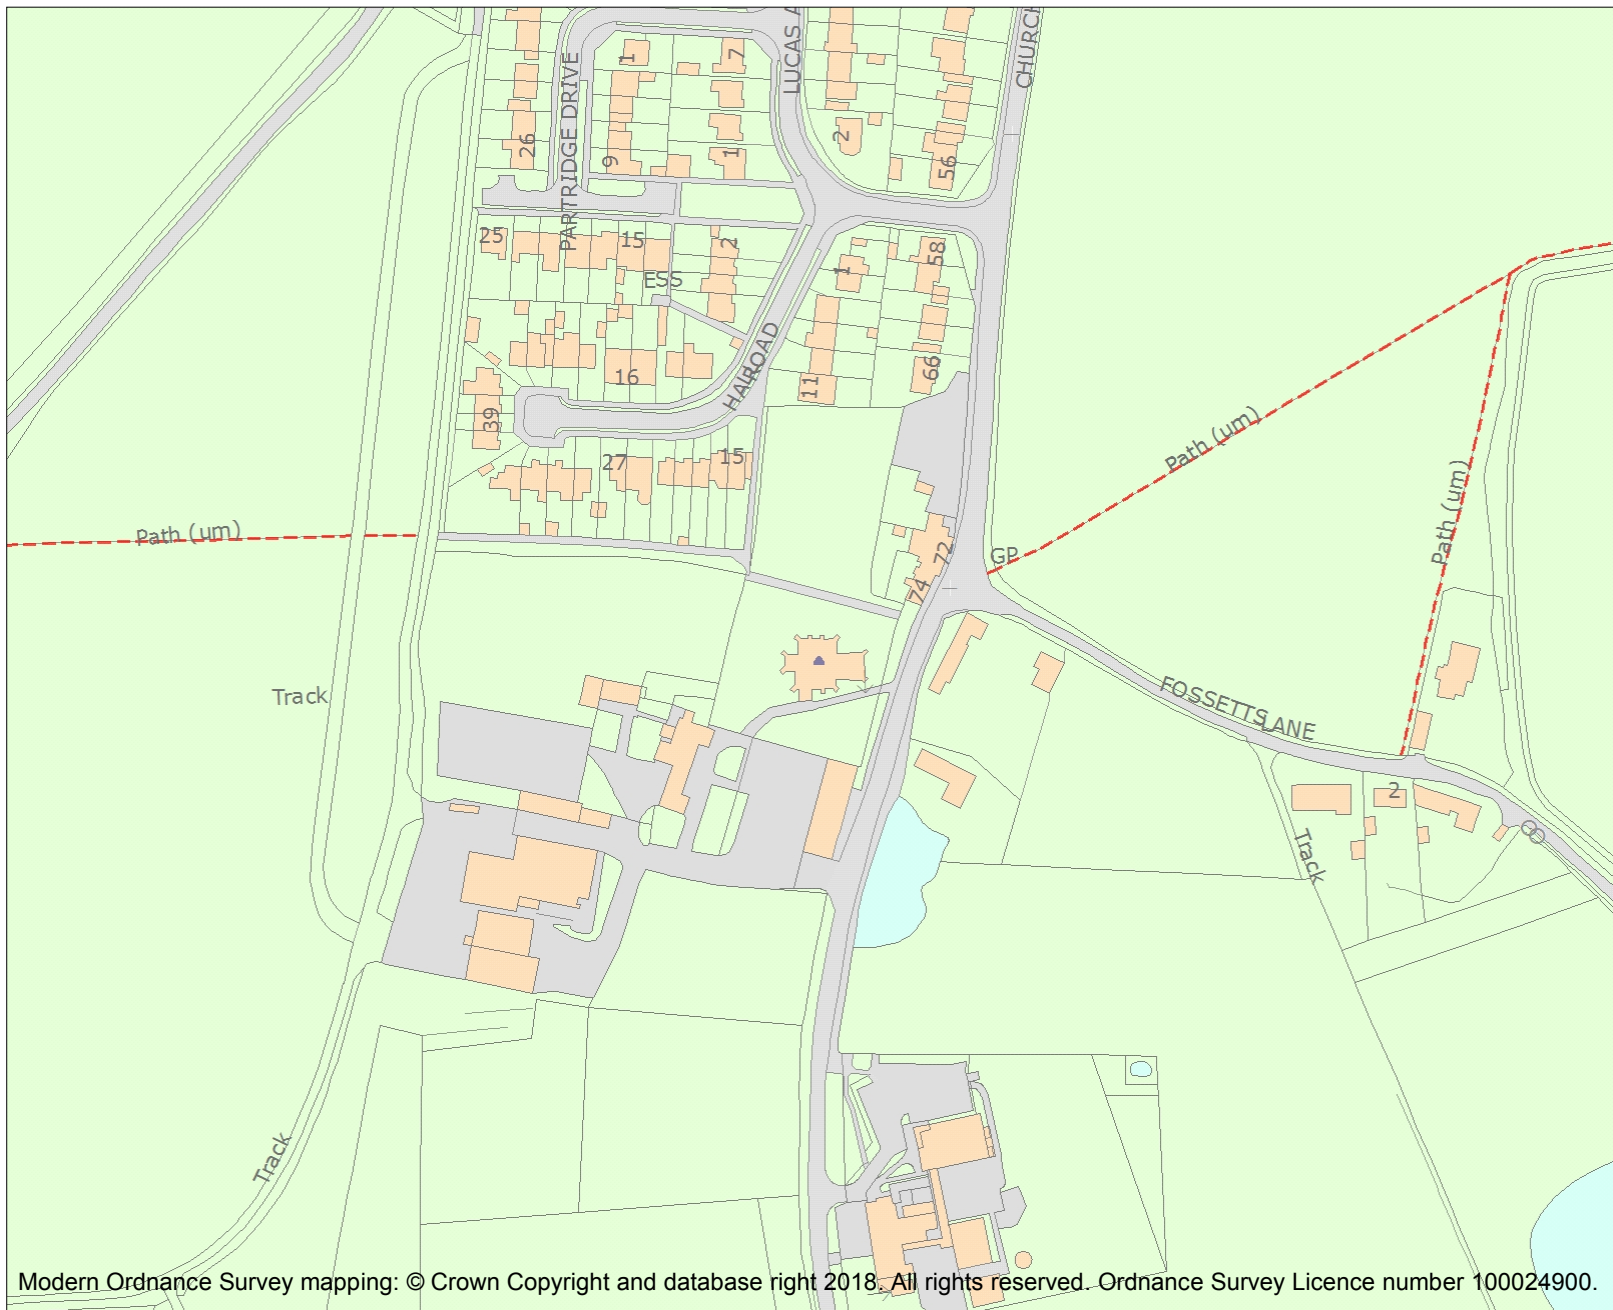 CHURCH
LUCAS A
PARTRIDGE DRIVE
1
7
26
9
1
2
56
25
15
2
ESS
1
58
16
39
HAL ROAD
11
66
27
15
Path (um)
Path (um)
Path (um)
72
GP
74
Track
FOSSETTS LANE
2
Track
Track
Modern Ordnance Survey mapping: © Crown Copyright and database right 2018. All rights reserved. Ordnance Survey Licence number 100024900.